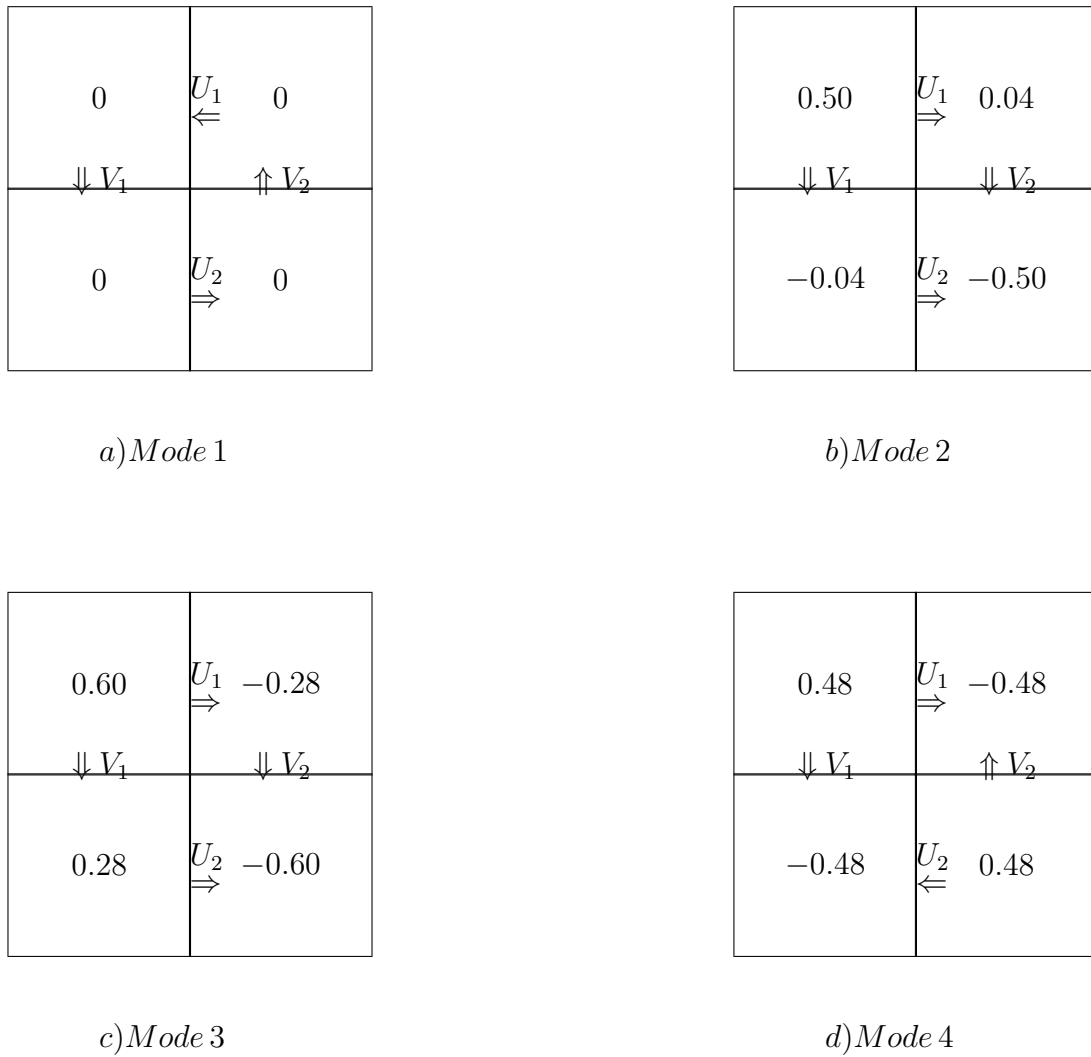 0 U₁ 0
⇐
⇓ V₁ ⇑ V₂
0 U₂ 0
⇒
a)Mode 1
0.50 U₁ 0.04
⇒
⇓ V₁ ⇓ V₂
−0.04 U₂ −0.50
⇒
b)Mode 2
0.60 U₁ −0.28
⇒
⇓ V₁ ⇓ V₂
0.28 U₂ −0.60
⇒
c)Mode 3
0.48 U₁ −0.48
⇒
⇓ V₁ ⇑ V₂
−0.48 U₂ 0.48
⇐
d)Mode 4